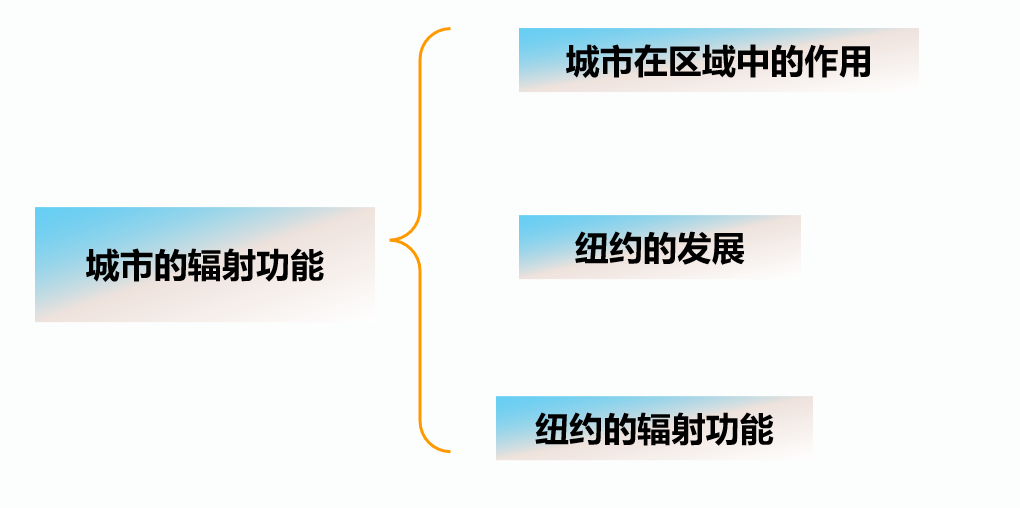 城市在区域中的作用
城市的辐射功能
纽约的发展
纽约的辐射功能